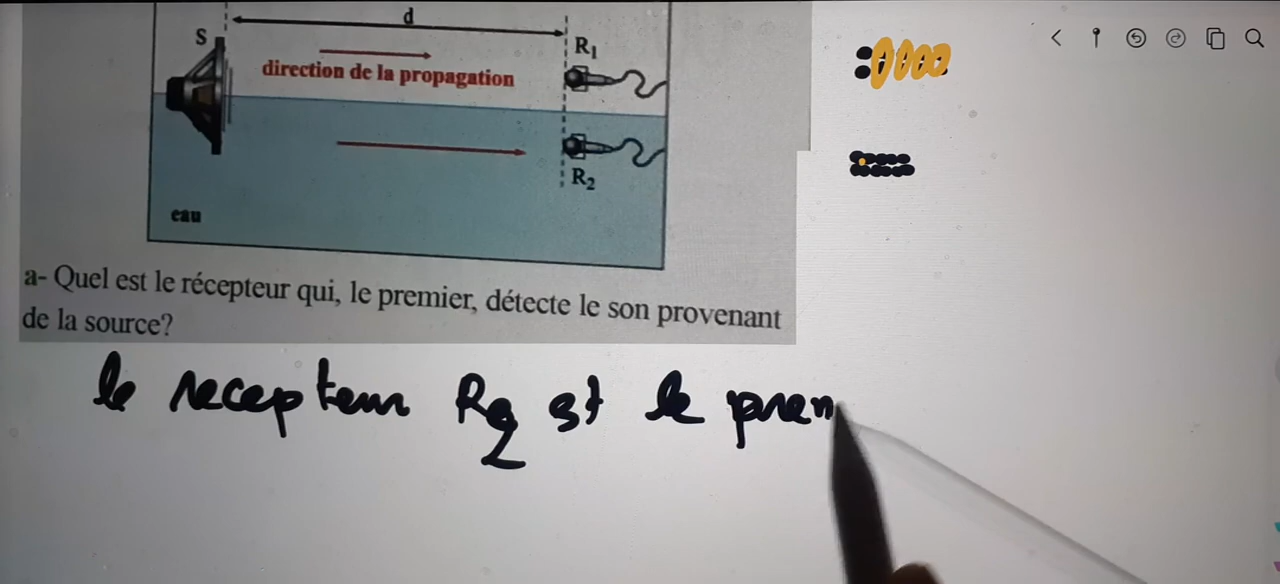 d
S
R1
direction de la propagation
R2
eau
a- Quel est le récepteur qui, le premier, détecte le son provenant
de la source?
le recepteur R2 est le prem